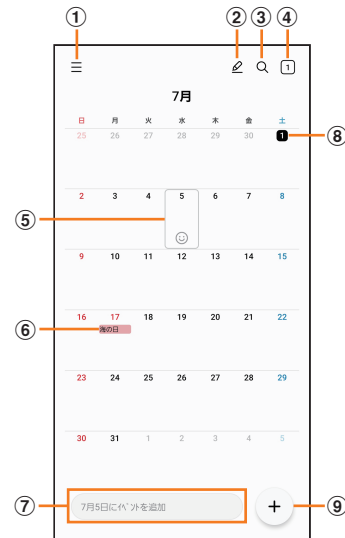 ① ② ③ ④
1
7月
日 月 火 水 木 金 土
25 26 27 28 29 30 1
⑧
2 3 4 5 6 7 8
⑤
9 10 11 12 13 14 15
16 17 18 19 20 21 22
⑥ 海の日
23 24 25 26 27 28 29
30 31 1 2 3 4 5
⑦ 7月5日にイベントを追加 + ⑨